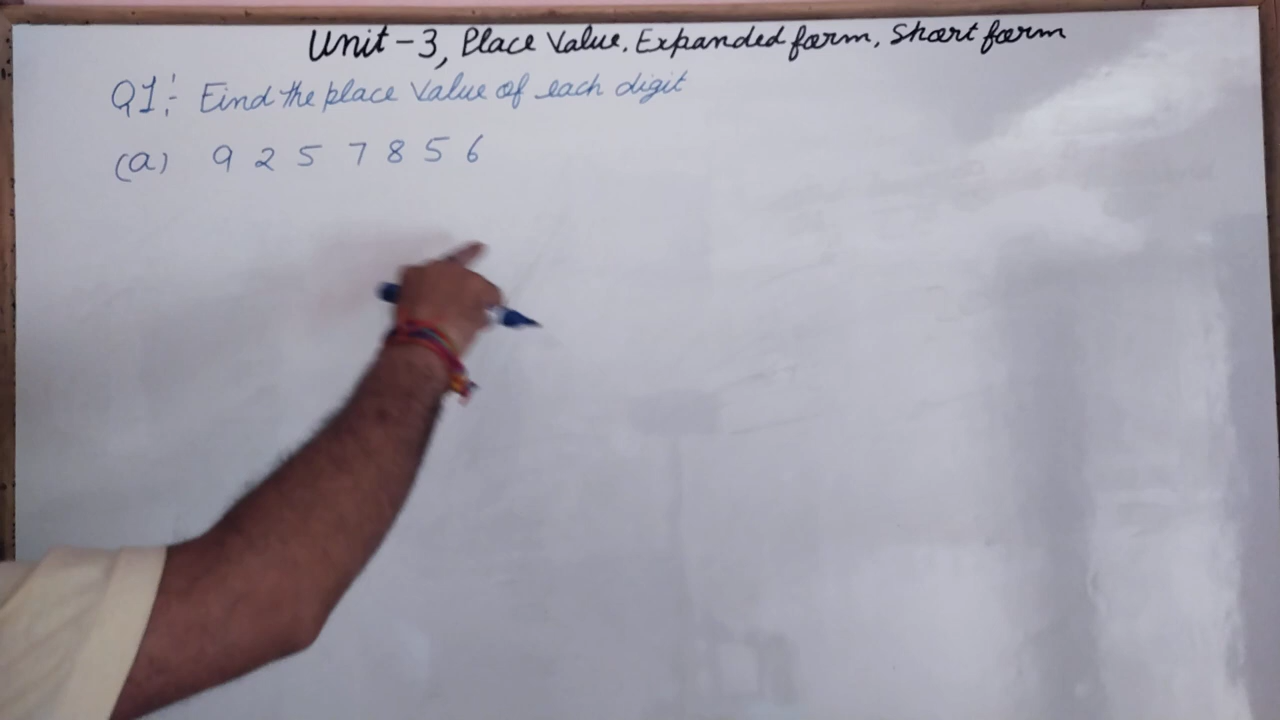 Unit-3, Place Value, Expanded form, Short form
Q1:- Find the place value of each digit
(a) 9 2 5 7 8 5 6